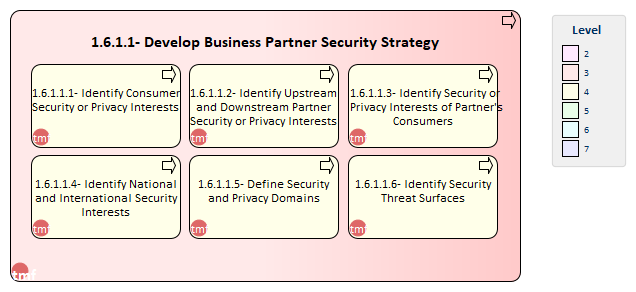 1.6.1.1- Develop Business Partner Security Strategy
1.6.1.1.1- Identify Consumer
Security or Privacy Interests
tmf
1.6.1.1.2- Identify Upstream
and Downstream Partner
Security or Privacy Interests
tmf
1.6.1.1.3- Identify Security or
Privacy Interests of Partner's
Consumers
tmf
1.6.1.1.4- Identify National
and International Security
Interests
tmf
1.6.1.1.5- Define Security
and Privacy Domains
tmf
1.6.1.1.6- Identify Security
Threat Surfaces
tmf
tmf
Level
2
3
4
5
6
7